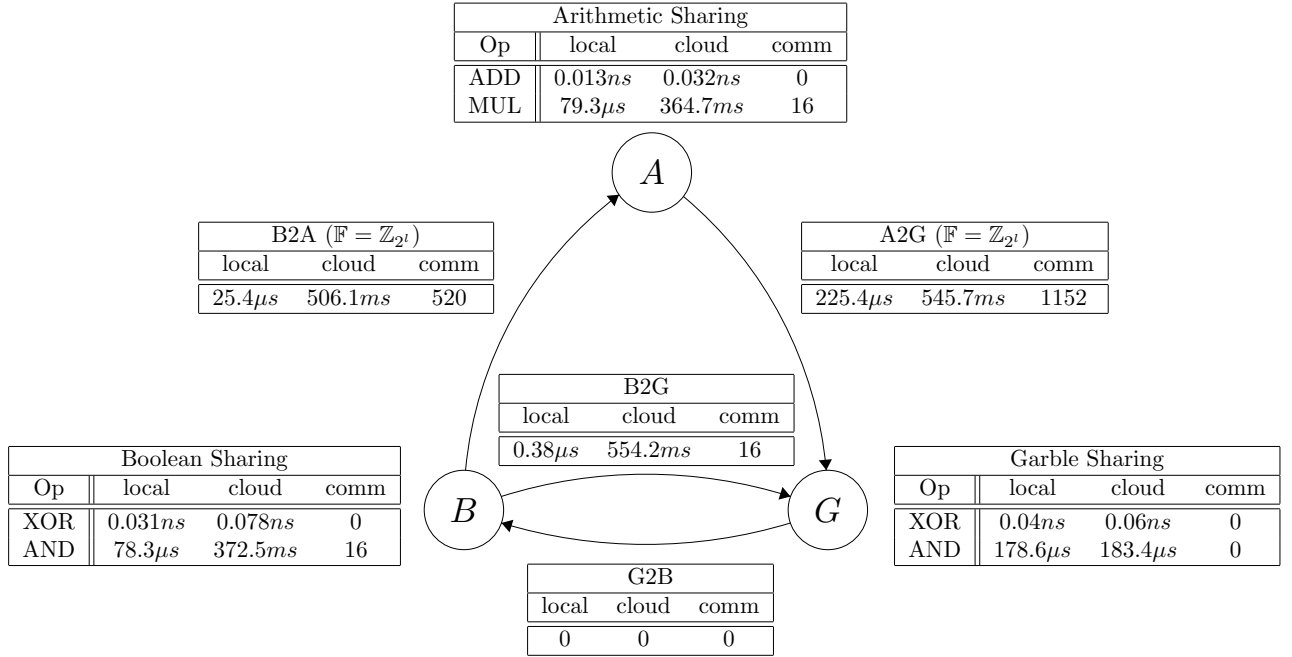 Arithmetic Sharing
Op local cloud comm
ADD 0.013ns 0.032ns 0
MUL 79.3μs 364.7ms 16
A
B2A (𝔽 = ℤ_{2^l})
local cloud comm
25.4μs 506.1ms 520
A2G (𝔽 = ℤ_{2^l})
local cloud comm
225.4μs 545.7ms 1152
B2G
local cloud comm
0.38μs 554.2ms 16
Boolean Sharing
Op local cloud comm
XOR 0.031ns 0.078ns 0
AND 78.3μs 372.5ms 16
B
G
Garble Sharing
Op local cloud comm
XOR 0.04ns 0.06ns 0
AND 178.6μs 183.4μs 0
G2B
local cloud comm
0 0 0